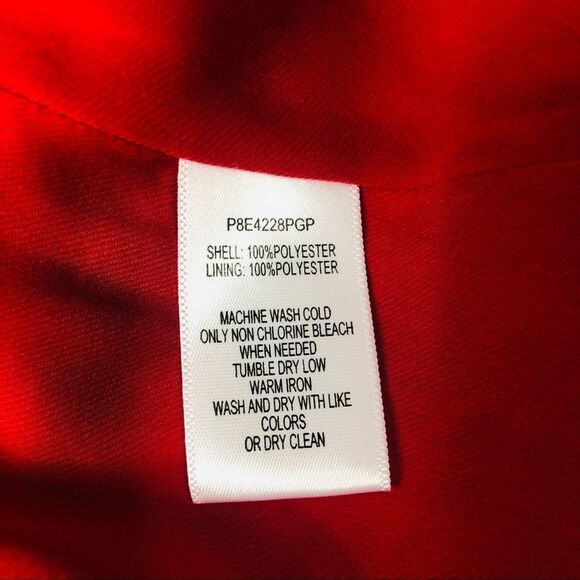 P8E4228PGP
SHELL: 100%POLYESTER
LINING: 100%POLYESTER
MACHINE WASH COLD
ONLY NON CHLORINE BLEACH
WHEN NEEDED
TUMBLE DRY LOW
WARM IRON
WASH AND DRY WITH LIKE
COLORS
OR DRY CLEAN